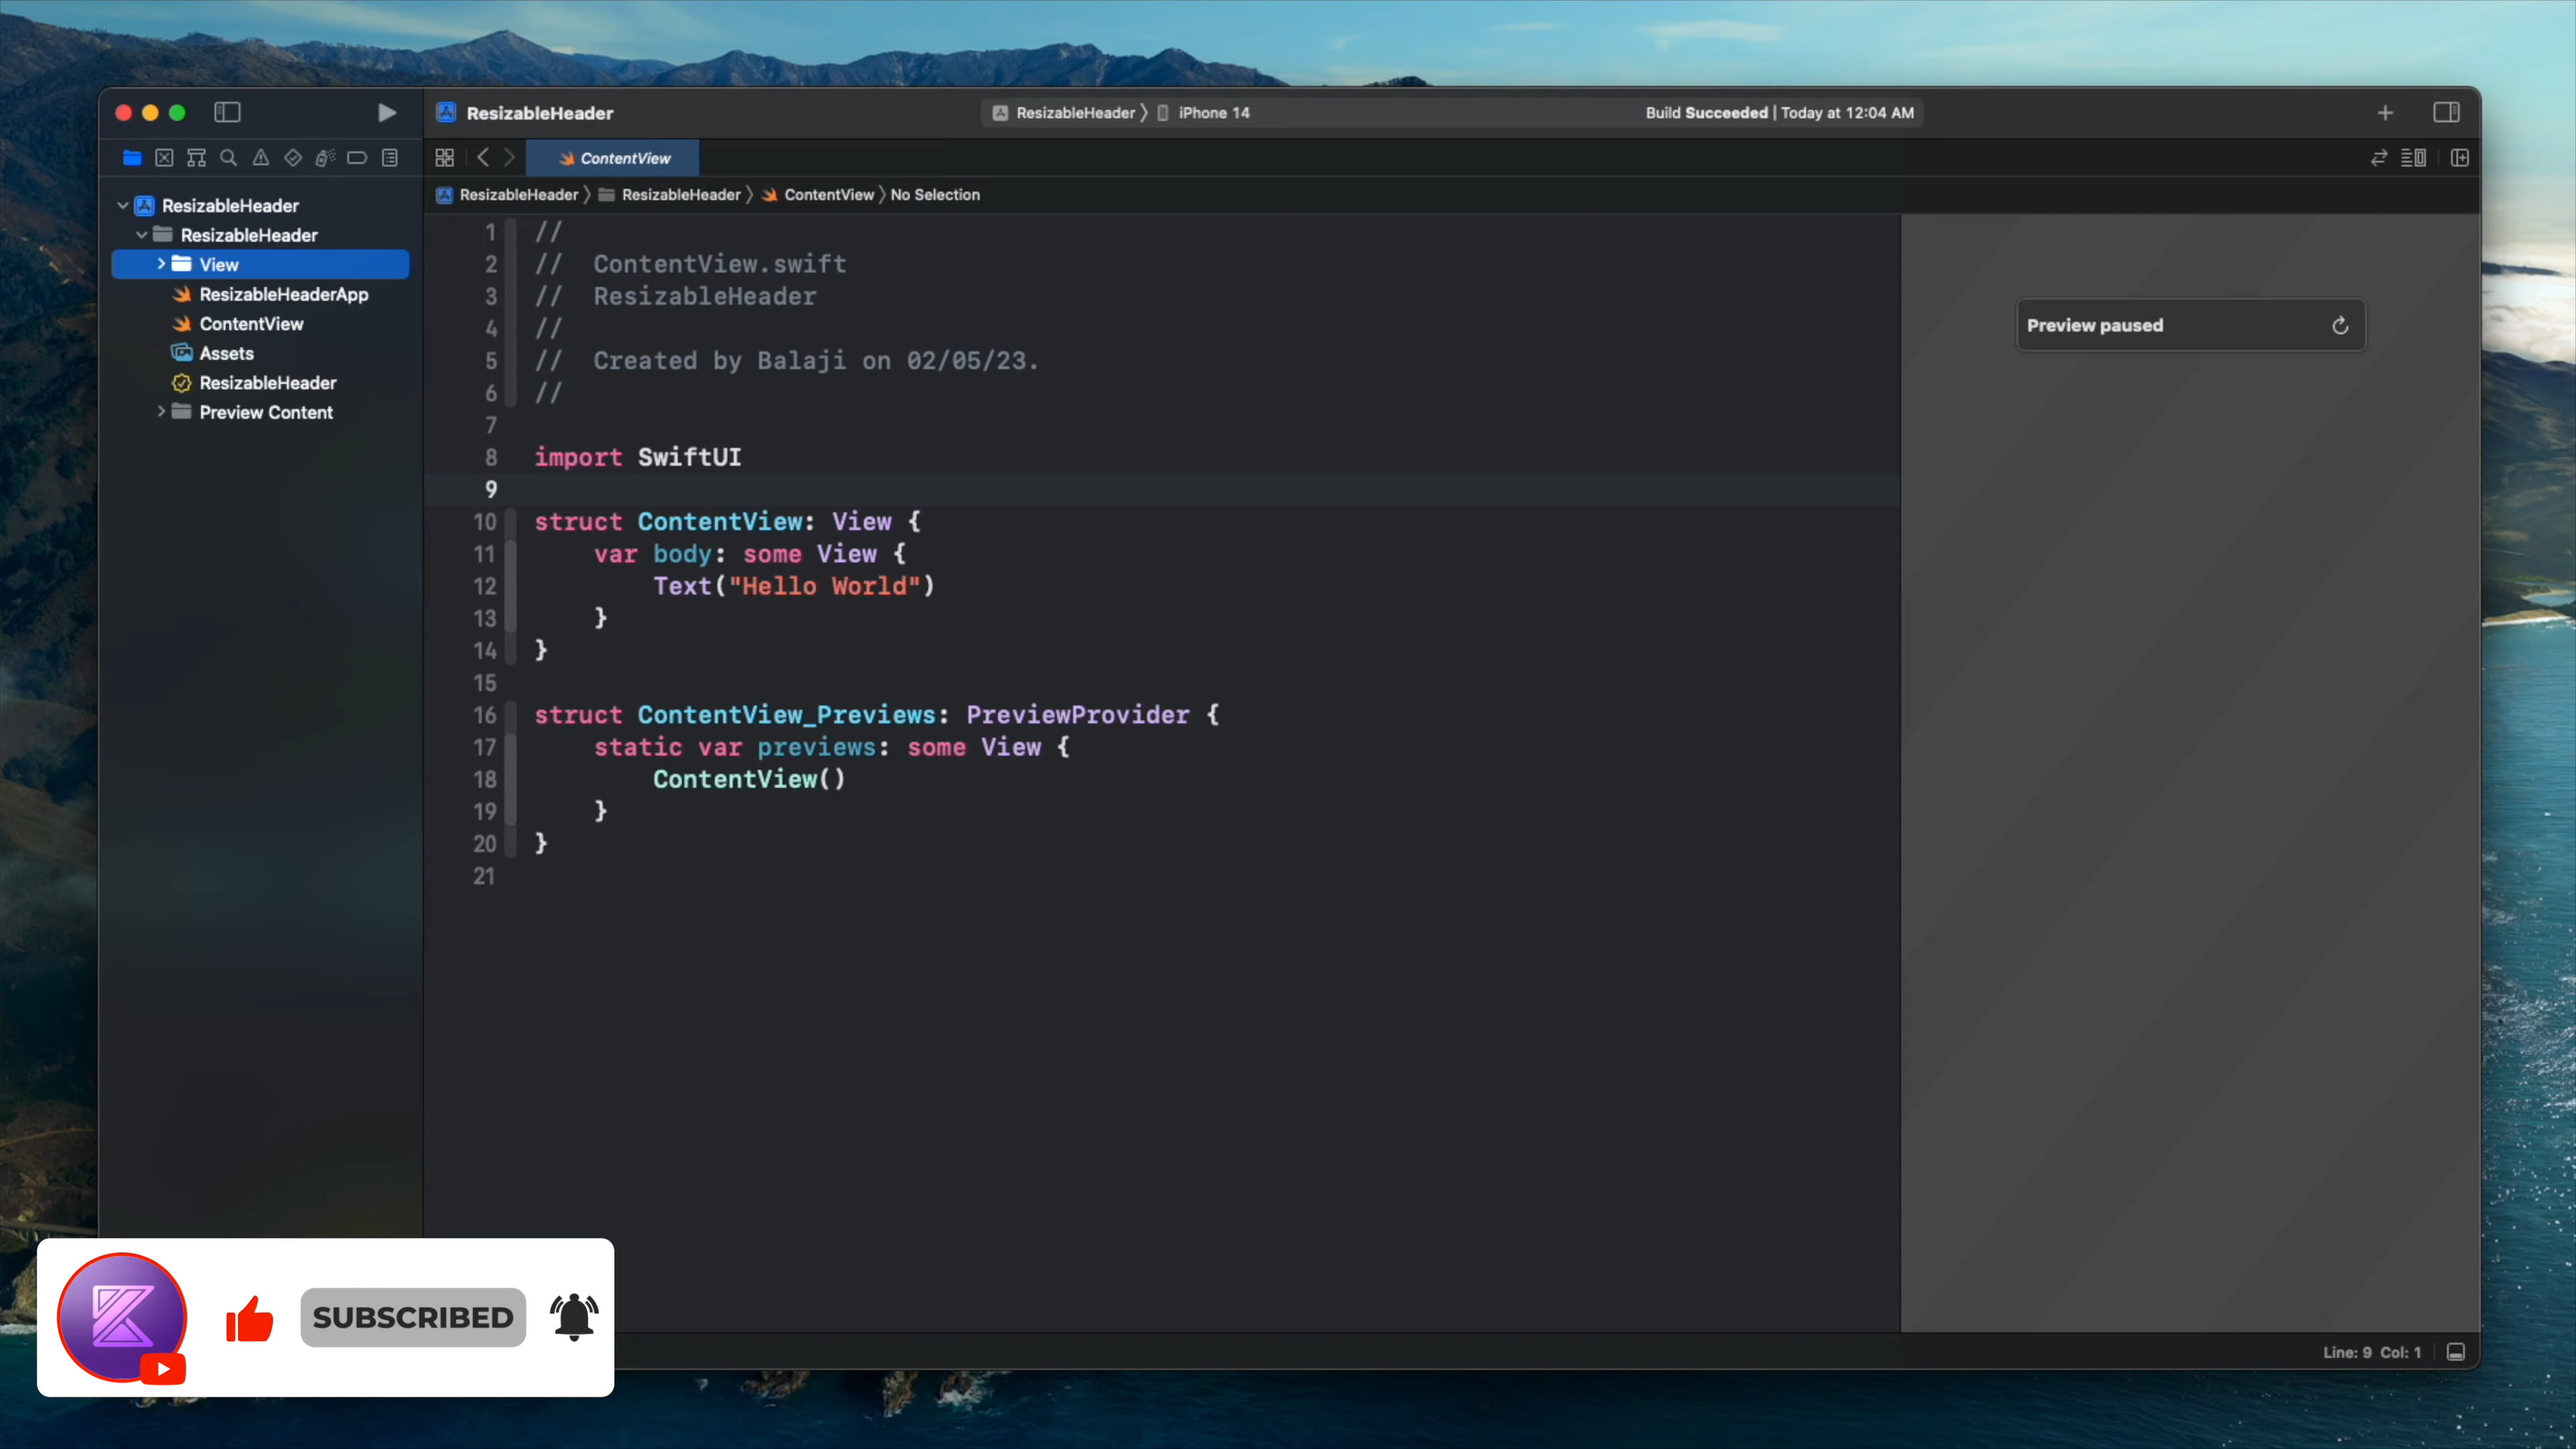 ResizableHeader
ResizableHeader 〉 iPhone 14
Build Succeeded | Today at 12:04 AM
ContentView
ResizableHeader 〉 ResizableHeader 〉 ContentView 〉 No Selection
ResizableHeader
ResizableHeader
View
ResizableHeaderApp
ContentView
Assets
ResizableHeader
Preview Content
1 //
2 //  ContentView.swift
3 //  ResizableHeader
4 //
5 //  Created by Balaji on 02/05/23.
6 //
7
8 import SwiftUI
9
10 struct ContentView: View {
11     var body: some View {
12         Text("Hello World")
13     }
14 }
15
16 struct ContentView_Previews: PreviewProvider {
17     static var previews: some View {
18         ContentView()
19     }
20 }
21
Preview paused
SUBSCRIBED
Line: 9 Col: 1